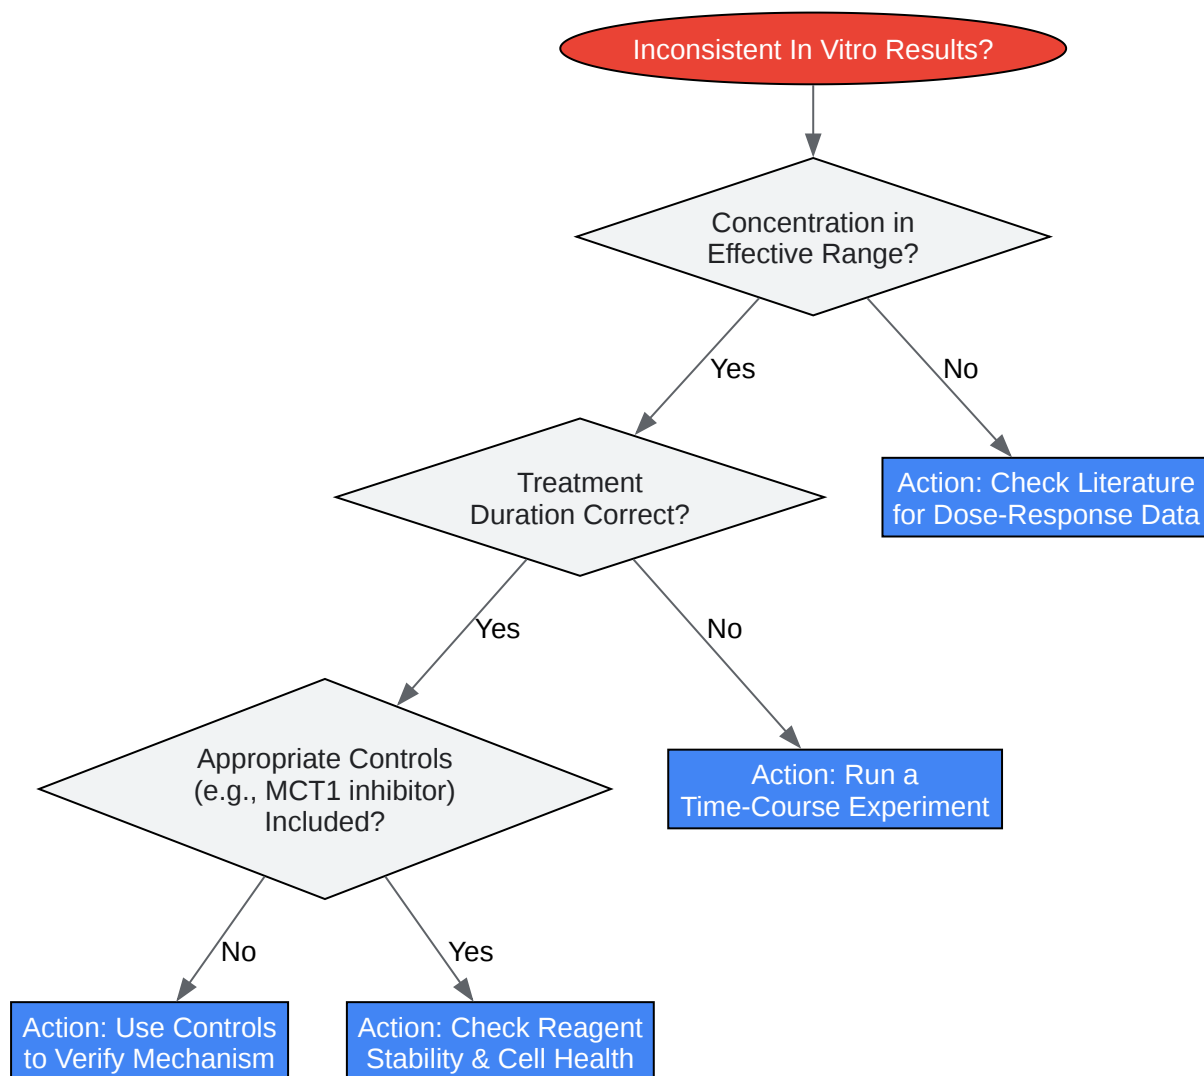 Inconsistent In Vitro Results?
Concentration in
Effective Range?
Yes
No
Treatment
Duration Correct?
Action: Check Literature
for Dose-Response Data
Yes
No
Appropriate Controls
(e.g., MCT1 inhibitor)
Included?
Action: Run a
Time-Course Experiment
No
Yes
Action: Use Controls
to Verify Mechanism
Action: Check Reagent
Stability & Cell Health